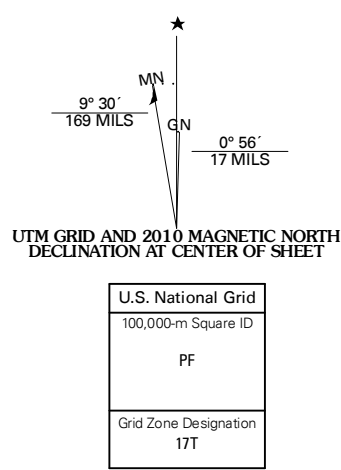 MN
9° 30´
169 MILS
GN
0° 56´
17 MILS
UTM GRID AND 2010 MAGNETIC NORTH
DECLINATION AT CENTER OF SHEET
U.S. National Grid
100,000-m Square ID
PF
Grid Zone Designation
17T